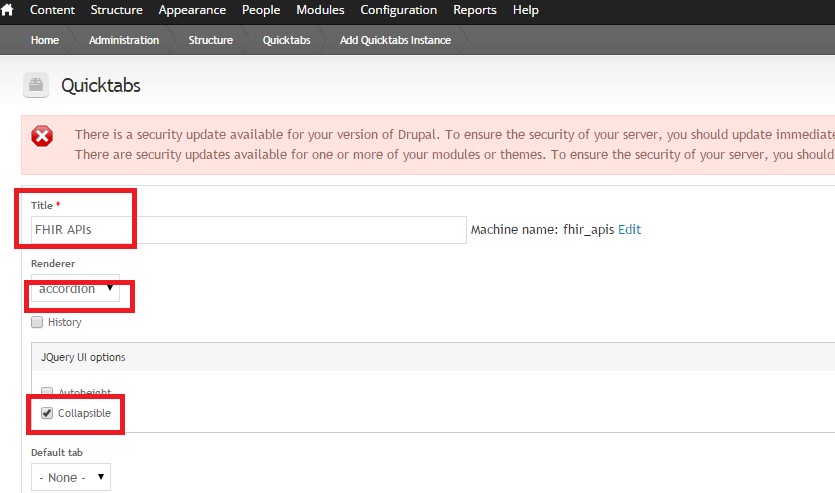 Content Structure Appearance People Modules Configuration Reports Help
Home Administration Structure Quicktabs Add Quicktabs Instance
Quicktabs
There is a security update available for your version of Drupal. To ensure the security of your server, you should update immediate
There are security updates available for one or more of your modules or themes. To ensure the security of your server, you should
Title *
FHIR APIs Machine name: fhir_apis Edit
Renderer
accordion
History
JQuery UI options
Autoheight
Collapsible
Default tab
- None -